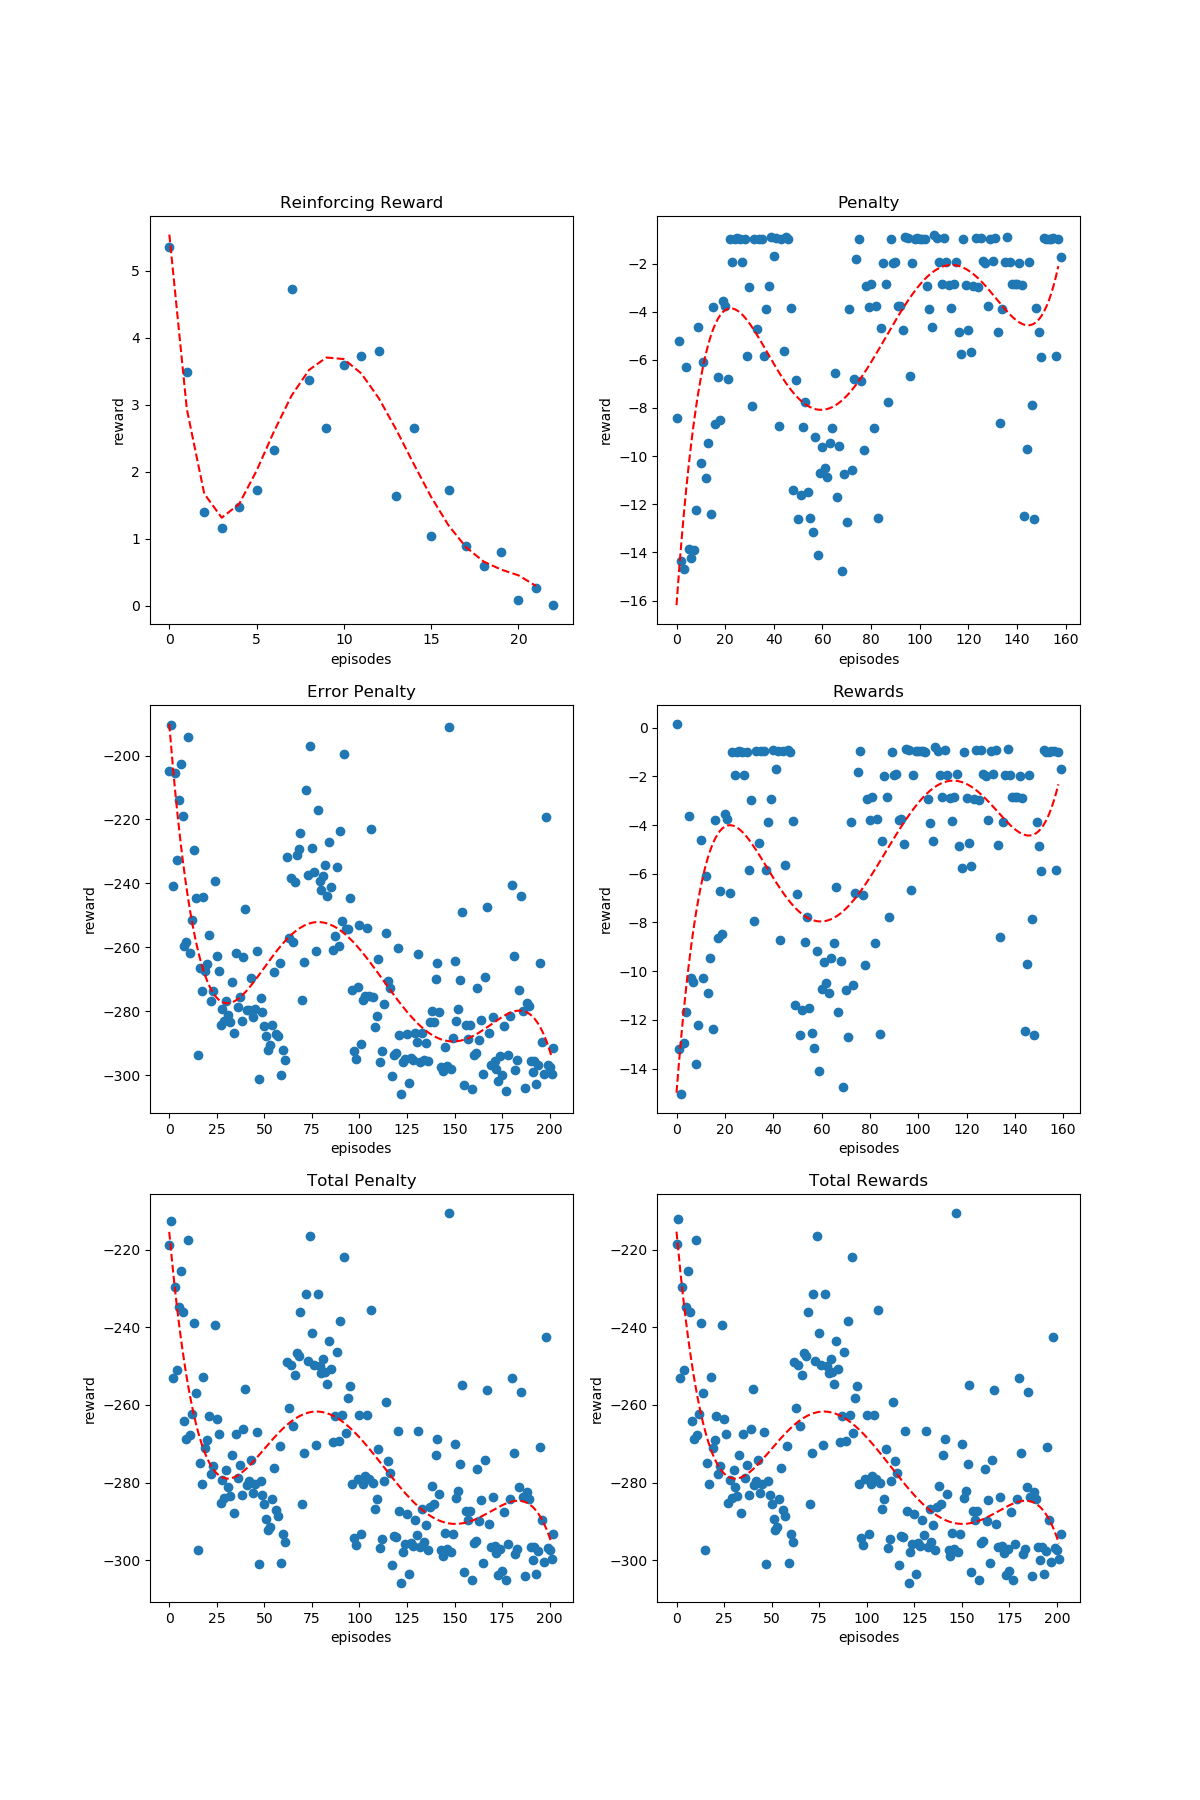 Reinforcing Reward
Penalty
reward
5
4
3
2
1
0
0 5 10 15 20
episodes
reward
−2
−4
−6
−8
−10
−12
−14
−16
0 20 40 60 80 100 120 140 160
episodes
Error Penalty
Rewards
reward
−200
−220
−240
−260
−280
−300
0 25 50 75 100 125 150 175 200
episodes
reward
0
−2
−4
−6
−8
−10
−12
−14
0 20 40 60 80 100 120 140 160
episodes
Total Penalty
Total Rewards
reward
−220
−240
−260
−280
−300
0 25 50 75 100 125 150 175 200
episodes
reward
−220
−240
−260
−280
−300
0 25 50 75 100 125 150 175 200
episodes